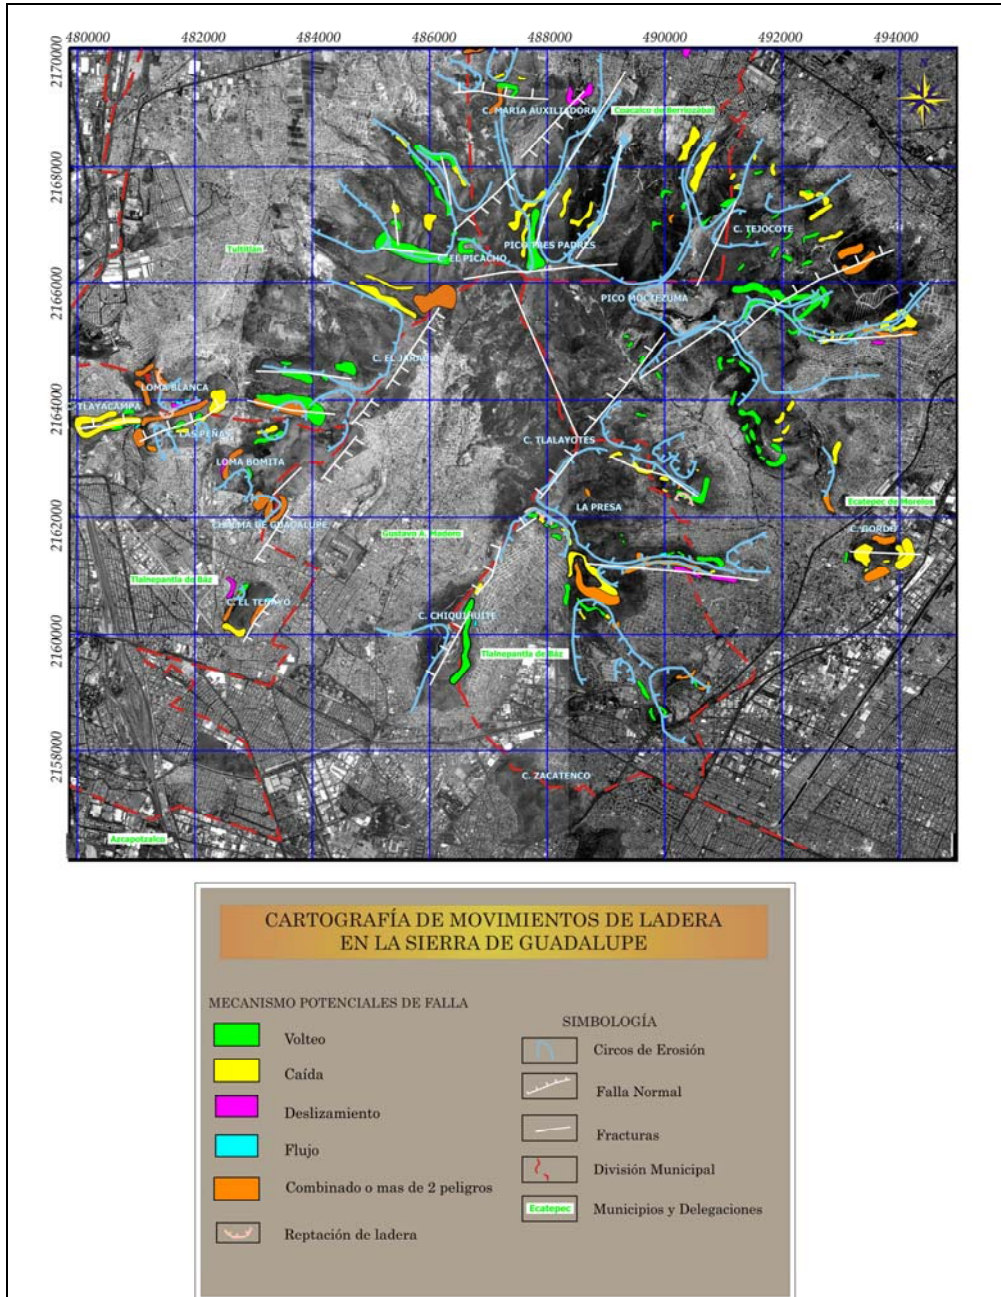 480000 482000 484000 486000 488000 490000 492000 494000
2170000
2168000
2166000
2164000
2162000
2160000
2158000
N
C. MARIA AUXILIADORA
Coacalco de Berriozábal
C. TEJOCOTE
Tultitlán
PICO TRES PADRES
C. EL PICACHO
PICO MOCTEZUMA
C. EL JARAL
LOMA BLANCA
C. TLAYACAMPA
C. LAS PEÑAS
C. TLALAYOTES
LOMA BOMITA
Ecatepec de Morelos
LA PRESA
C. GORDO
CHALMA DE GUADALUPE
Gustavo A. Madero
Tlalnepantla de Báz
C. EL TENAYO
C. CHIQUIHUITE
Tlalnepantla de Báz
C. ZACATENCO
Azcapotzalco
CARTOGRAFÍA DE MOVIMIENTOS DE LADERA
EN LA SIERRA DE GUADALUPE
MECANISMO POTENCIALES DE FALLA
Volteo
Caída
Deslizamiento
Flujo
Combinado o mas de 2 peligros
Reptación de ladera
SIMBOLOGÍA
Circos de Erosión
Falla Normal
Fracturas
División Municipal
Ecatepec
Municipios y Delegaciones